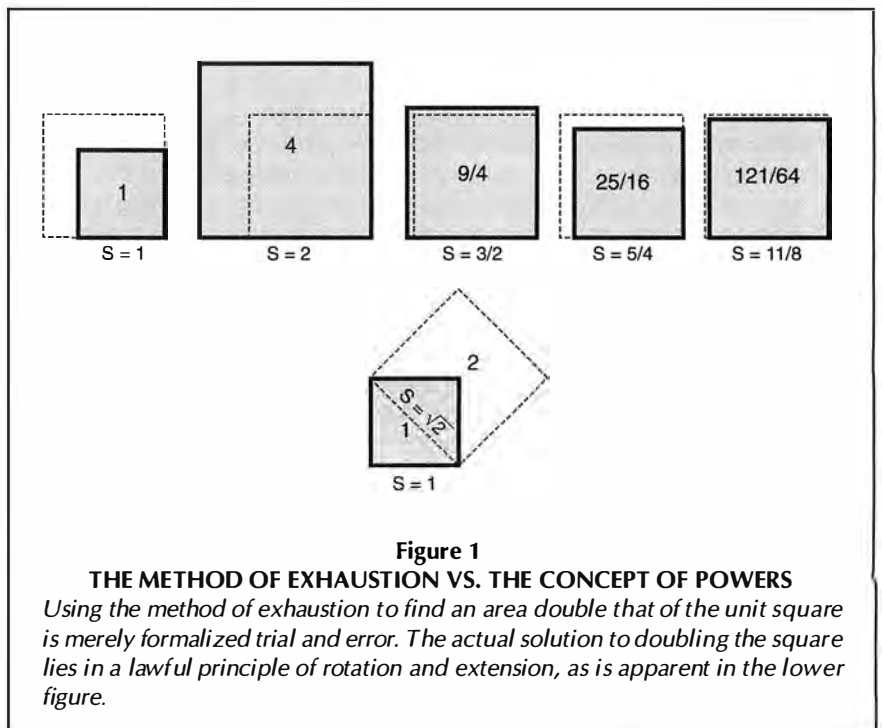 1
4
9/4
25/16
121/64
S = 1
S = 2
S = 3/2
S = 5/4
S = 11/8
2
S = √2
1
S = 1
Figure 1
THE METHOD OF EXHAUSTION VS. THE CONCEPT OF POWERS
Using the method of exhaustion to find an area double that of the unit square
is merely formalized trial and error. The actual solution to doubling the square
lies in a lawful principle of rotation and extension, as is apparent in the lower
figure.